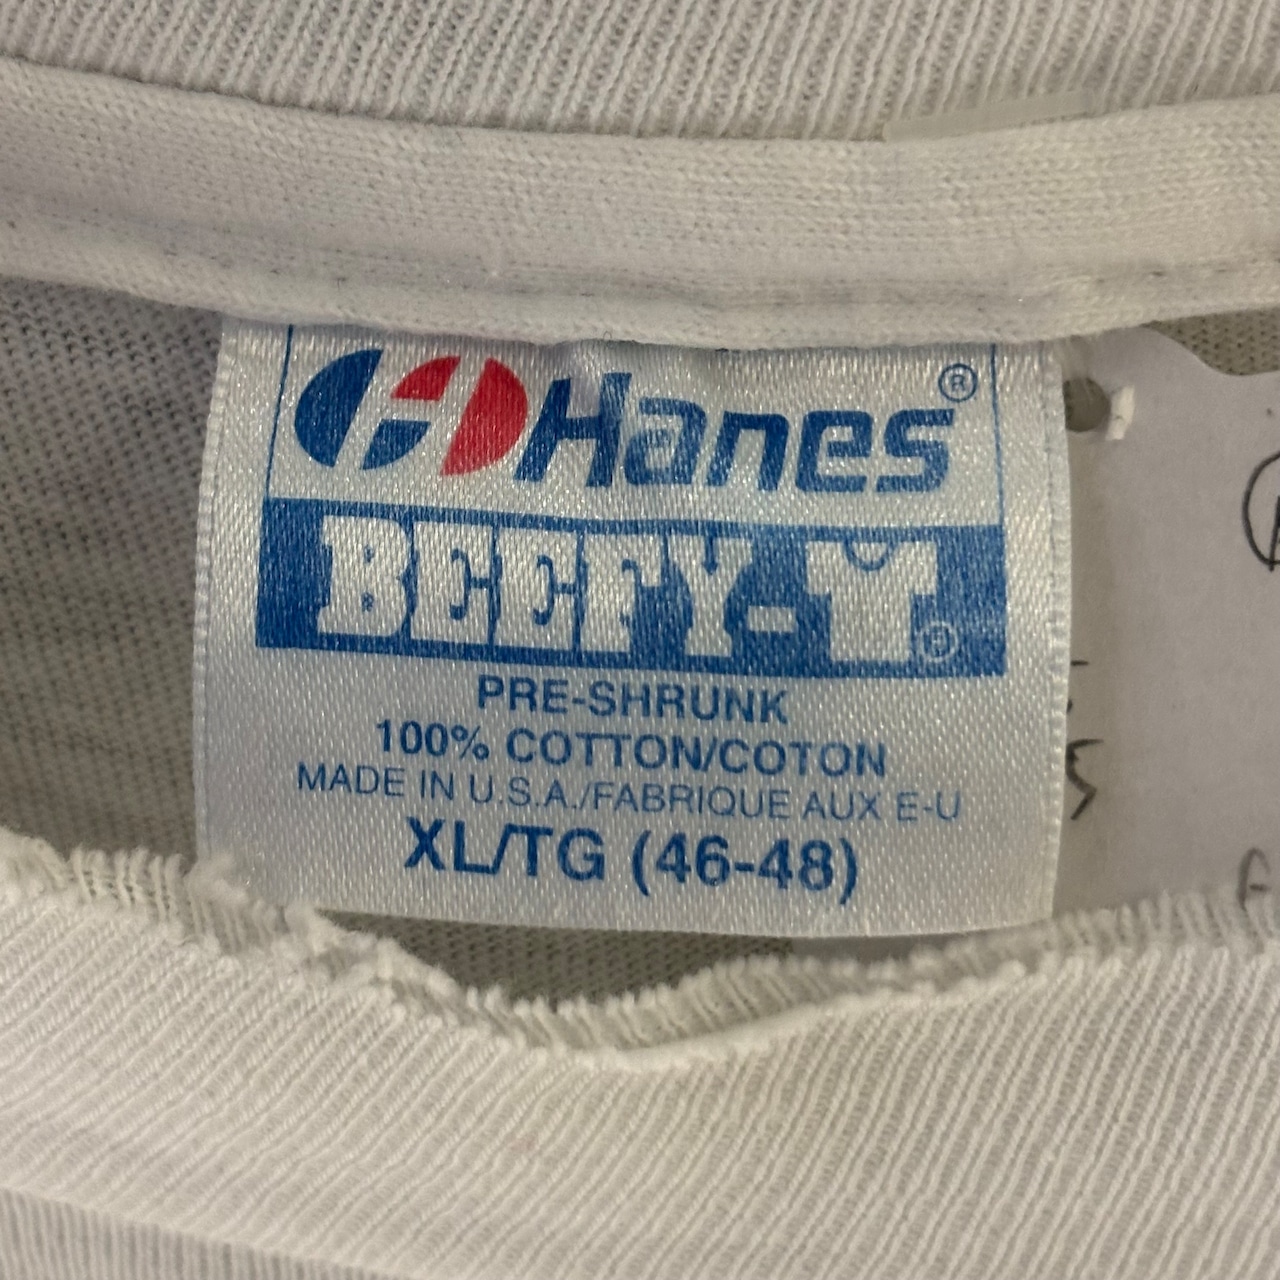 Hanes®
BEEFY-T®
PRE-SHRUNK
100% COTTON/COTON
MADE IN U.S.A./FABRIQUE AUX E-U
XL/TG (46-48)